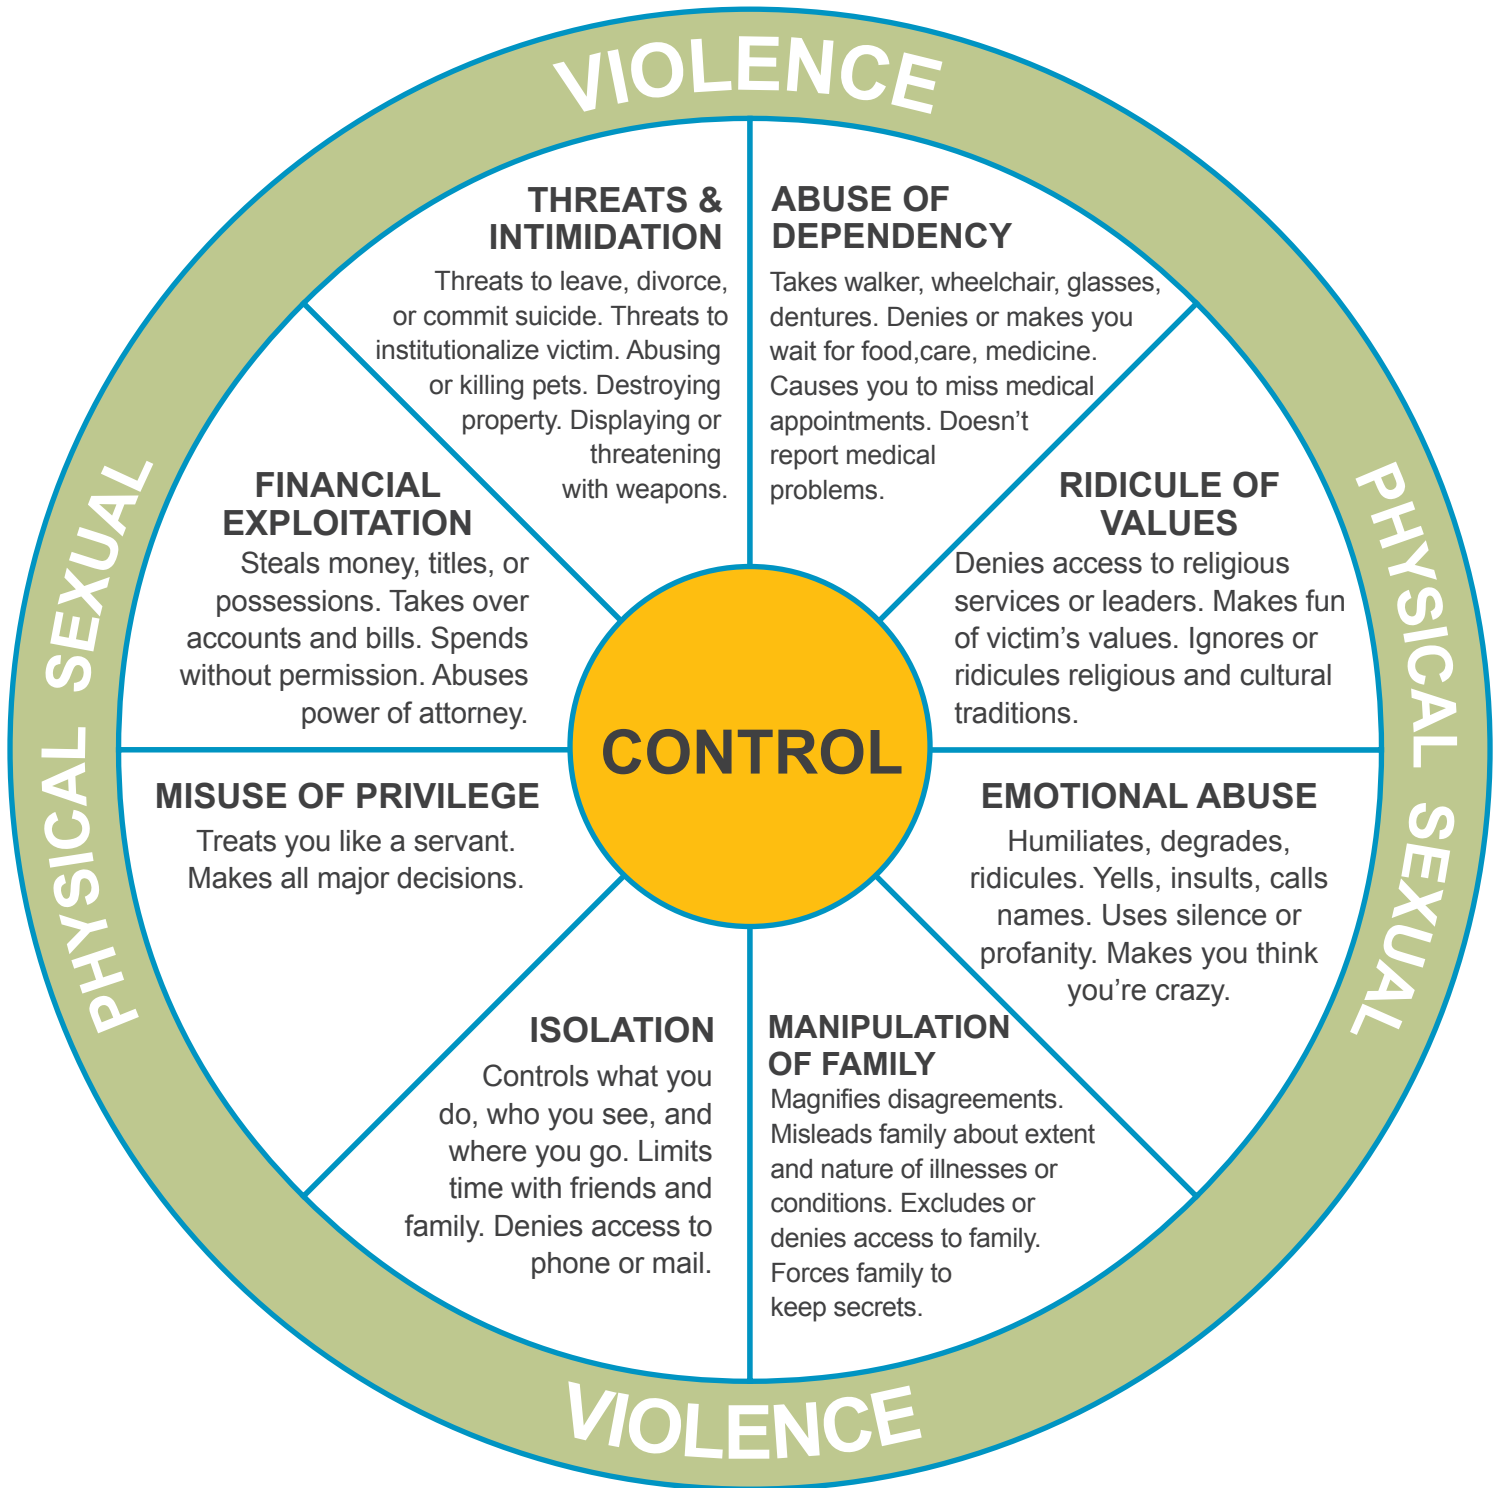 VIOLENCE
THREATS &
INTIMIDATION
Threats to leave, divorce,
or commit suicide. Threats to
institutionalize victim. Abusing
or killing pets. Destroying
property. Displaying or
threatening
with weapons.
ABUSE OF
DEPENDENCY
Takes walker, wheelchair, glasses,
dentures. Denies or makes you
wait for food,care, medicine.
Causes you to miss medical
appointments. Doesn’t
report medical
problems.
FINANCIAL
EXPLOITATION
Steals money, titles, or
possessions. Takes over
accounts and bills. Spends
without permission. Abuses
power of attorney.
RIDICULE OF
VALUES
Denies access to religious
services or leaders. Makes fun
of victim’s values. Ignores or
ridicules religious and cultural
traditions.
PHYSICAL SEXUAL
CONTROL
PHYSICAL SEXUAL
MISUSE OF PRIVILEGE
Treats you like a servant.
Makes all major decisions.
EMOTIONAL ABUSE
Humiliates, degrades,
ridicules. Yells, insults, calls
names. Uses silence or
profanity. Makes you think
you’re crazy.
ISOLATION
Controls what you
do, who you see, and
where you go. Limits
time with friends and
family. Denies access to
phone or mail.
MANIPULATION
OF FAMILY
Magnifies disagreements.
Misleads family about extent
and nature of illnesses or
conditions. Excludes or
denies access to family.
Forces family to
keep secrets.
VIOLENCE